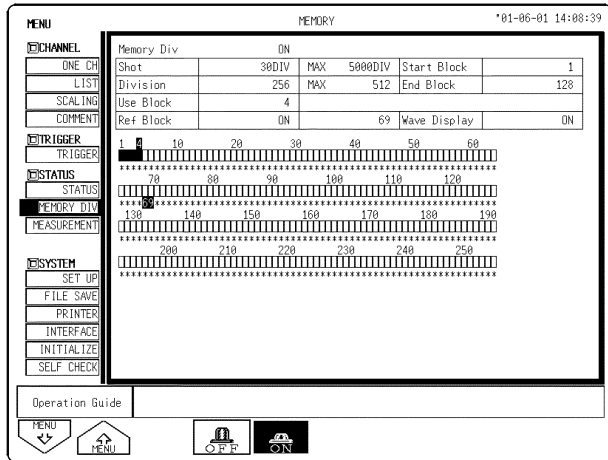 MENU MEMORY '01-06-01 14:08:39
CHANNEL
ONE CH
LIST
SCALING
COMMENT
TRIGGER
TRIGGER
STATUS
STATUS
MEMORY DIV
MEASUREMENT
SYSTEM
SET UP
FILE SAVE
PRINTER
INTERFACE
INITIALIZE
SELF CHECK
Memory Div ON
Shot 30DIV MAX 5000DIV Start Block 1
Division 256 MAX 512 End Block 128
Use Block 4
Ref Block ON 69 Wave Display ON
1 4 10 20 30 40 50 60
****************************************************************
70 80 90 100 110 120
****69***********************************************************
130 140 150 160 170 180 190
****************************************************************
200 210 220 230 240 250
****************************************************************
Operation Guide
MENU
MENU
OFF
ON